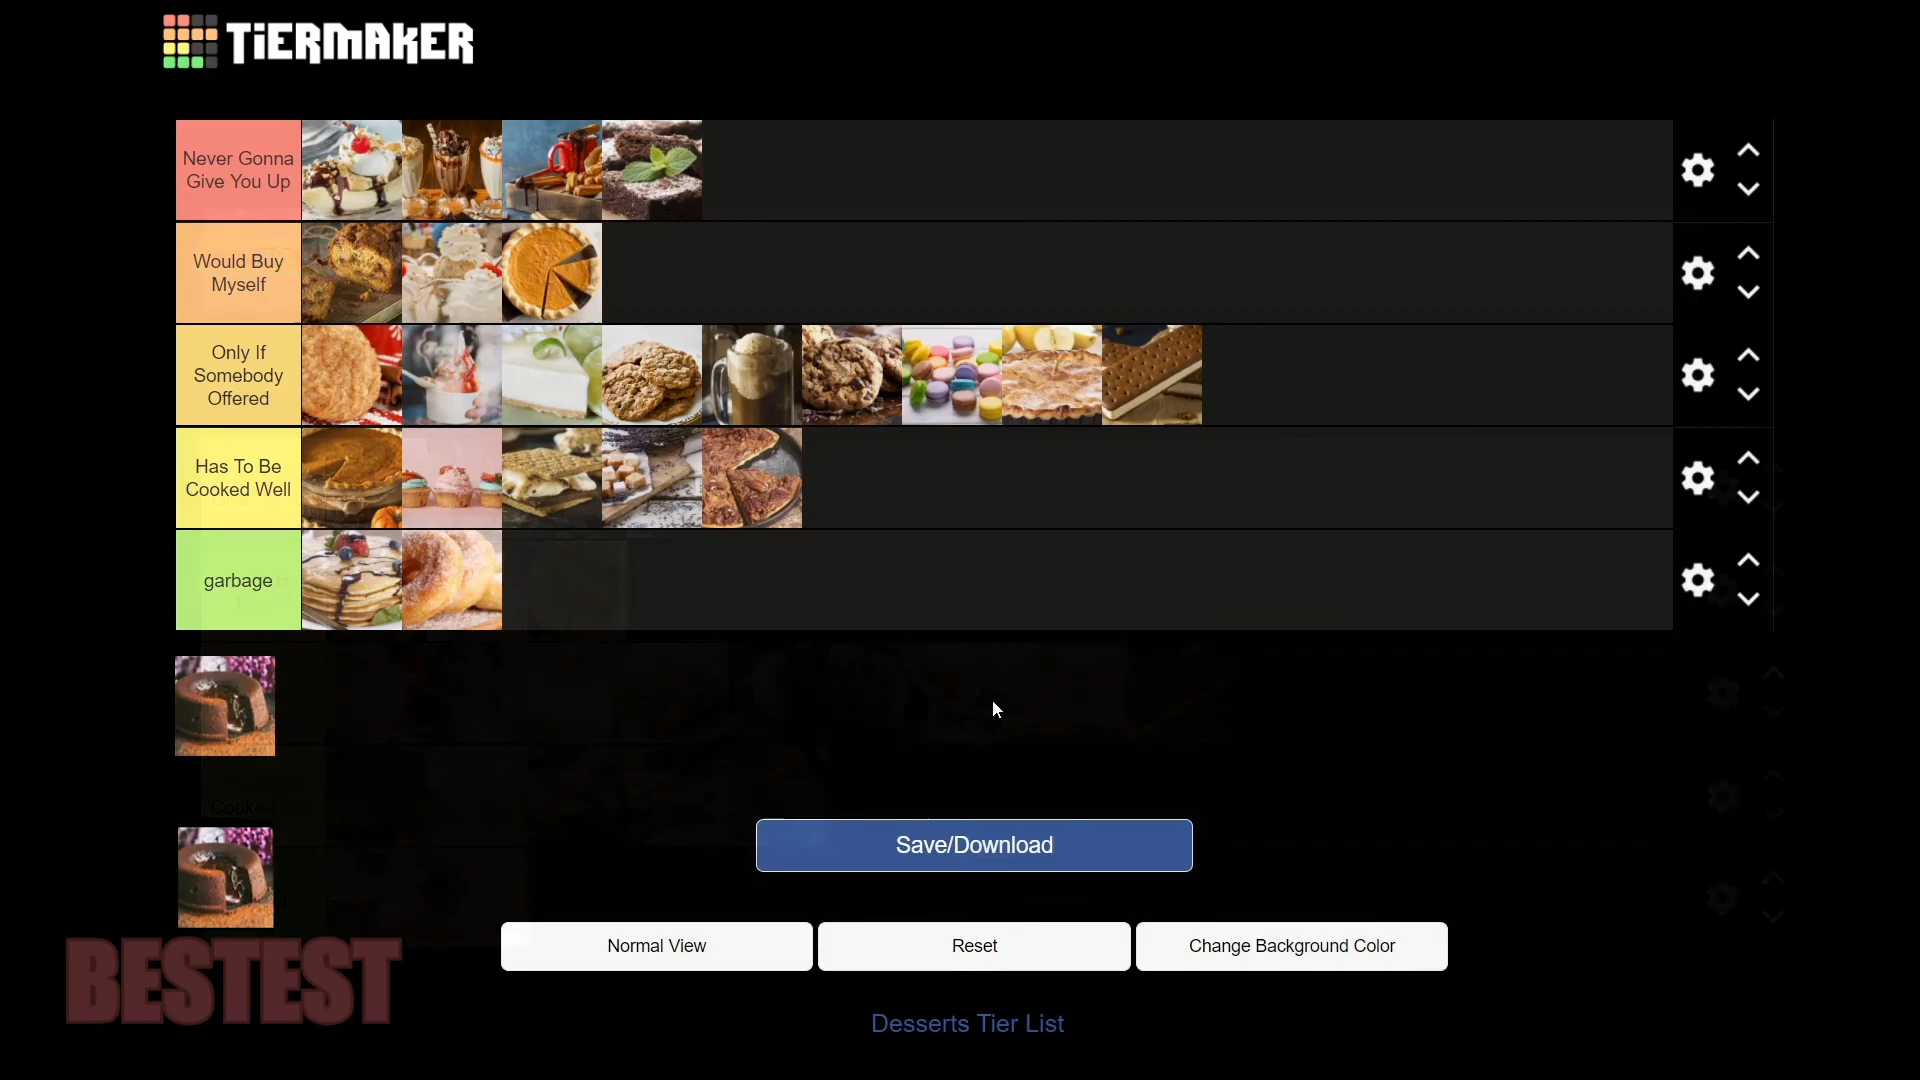 TiERMAKER
Never Gonna
Give You Up
Would Buy
Myself
Only If
Somebody
Offered
Has To Be
Cooked Well
garbage
Cook
Save/Download
Normal View
Reset
Change Background Color
BESTEST
Desserts Tier List